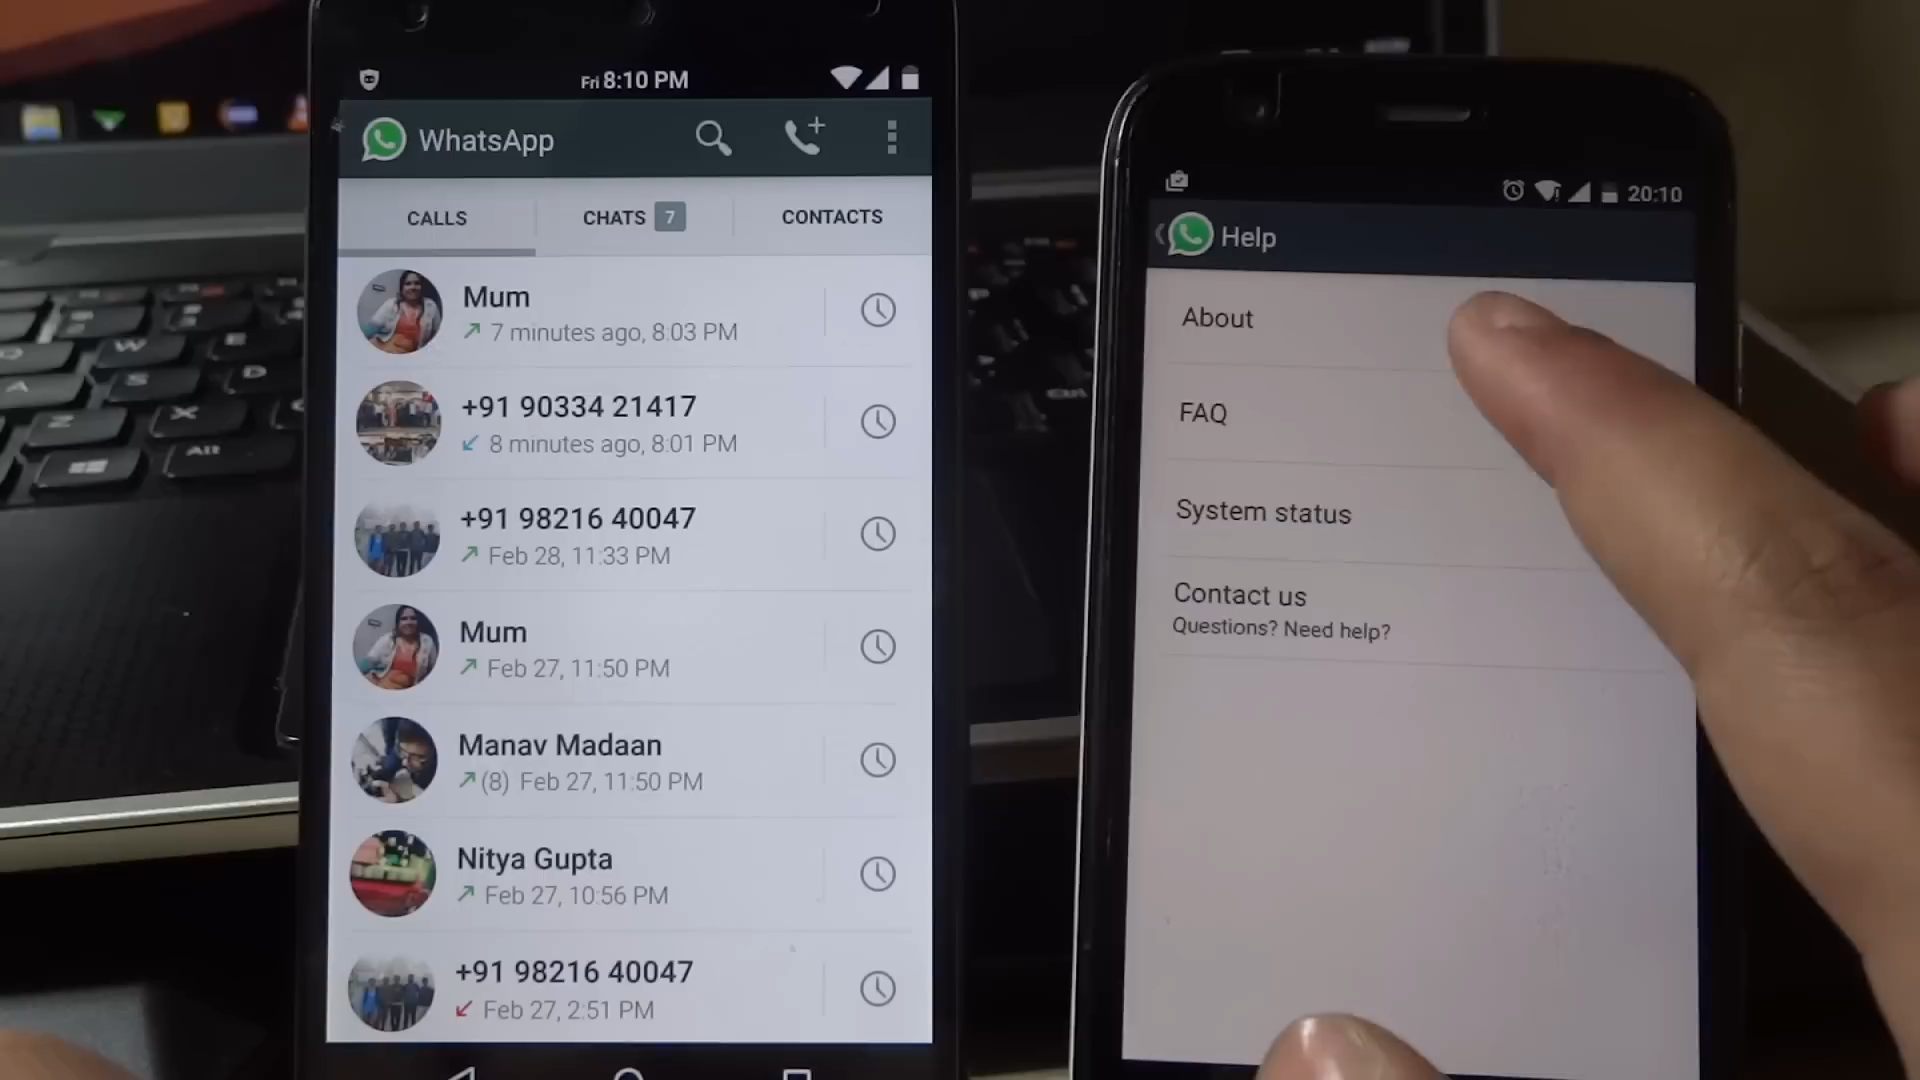 Fri 8:10 PM
WhatsApp
CALLS
CHATS 7
CONTACTS
Mum
7 minutes ago, 8:03 PM
+91 90334 21417
8 minutes ago, 8:01 PM
+91 98216 40047
Feb 28, 11:33 PM
Mum
Feb 27, 11:50 PM
Manav Madaan
(8) Feb 27, 11:50 PM
Nitya Gupta
Feb 27, 10:56 PM
+91 98216 40047
Feb 27, 2:51 PM
20:10
Help
About
FAQ
System status
Contact us
Questions? Need help?
W
E
A
S
D
Z
X
Alt